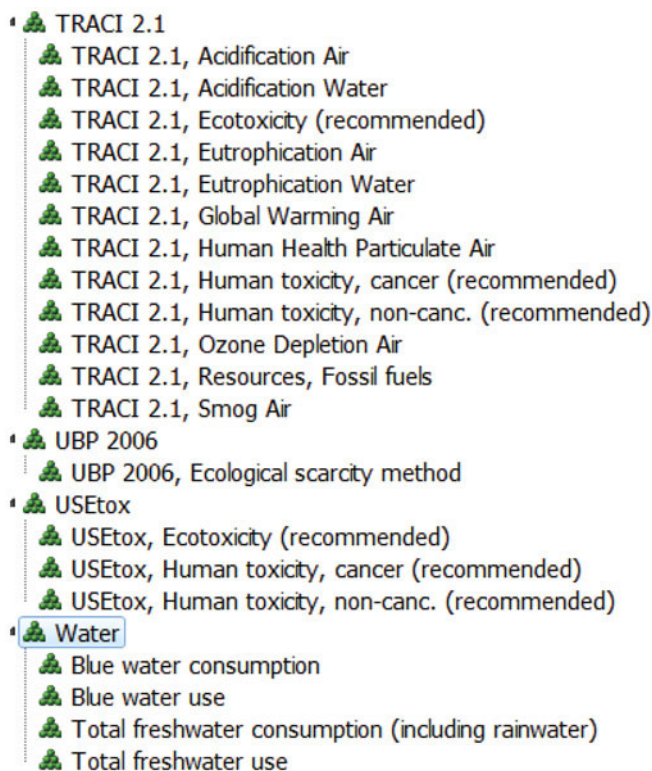 TRACI 2.1
TRACI 2.1, Acidification Air
TRACI 2.1, Acidification Water
TRACI 2.1, Ecotoxicity (recommended)
TRACI 2.1, Eutrophication Air
TRACI 2.1, Eutrophication Water
TRACI 2.1, Global Warming Air
TRACI 2.1, Human Health Particulate Air
TRACI 2.1, Human toxicity, cancer (recommended)
TRACI 2.1, Human toxicity, non-canc. (recommended)
TRACI 2.1, Ozone Depletion Air
TRACI 2.1, Resources, Fossil fuels
TRACI 2.1, Smog Air
UBP 2006
UBP 2006, Ecological scarcity method
USEtox
USEtox, Ecotoxicity (recommended)
USEtox, Human toxicity, cancer (recommended)
USEtox, Human toxicity, non-canc. (recommended)
Water
Blue water consumption
Blue water use
Total freshwater consumption (including rainwater)
Total freshwater use